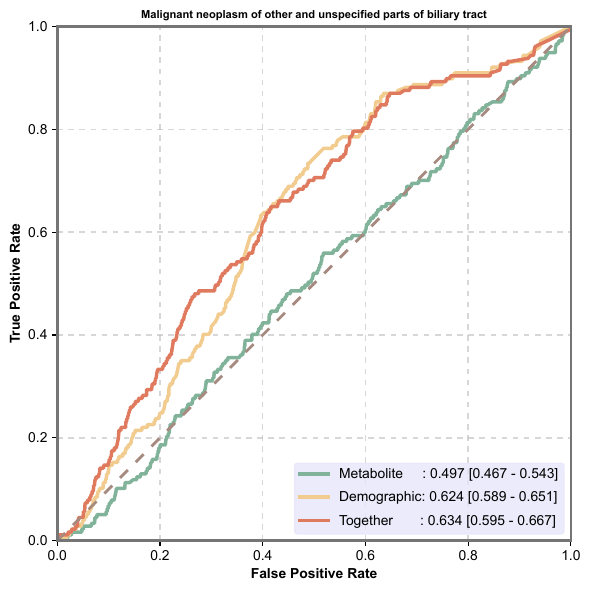 Malignant neoplasm of other and unspecified parts of biliary tract
True Positive Rate
1.0
0.8
0.6
0.4
0.2
0.0
Metabolite : 0.497 [0.467 - 0.543]
Demographic: 0.624 [0.589 - 0.651]
Together : 0.634 [0.595 - 0.667]
0.0 0.2 0.4 0.6 0.8 1.0
False Positive Rate